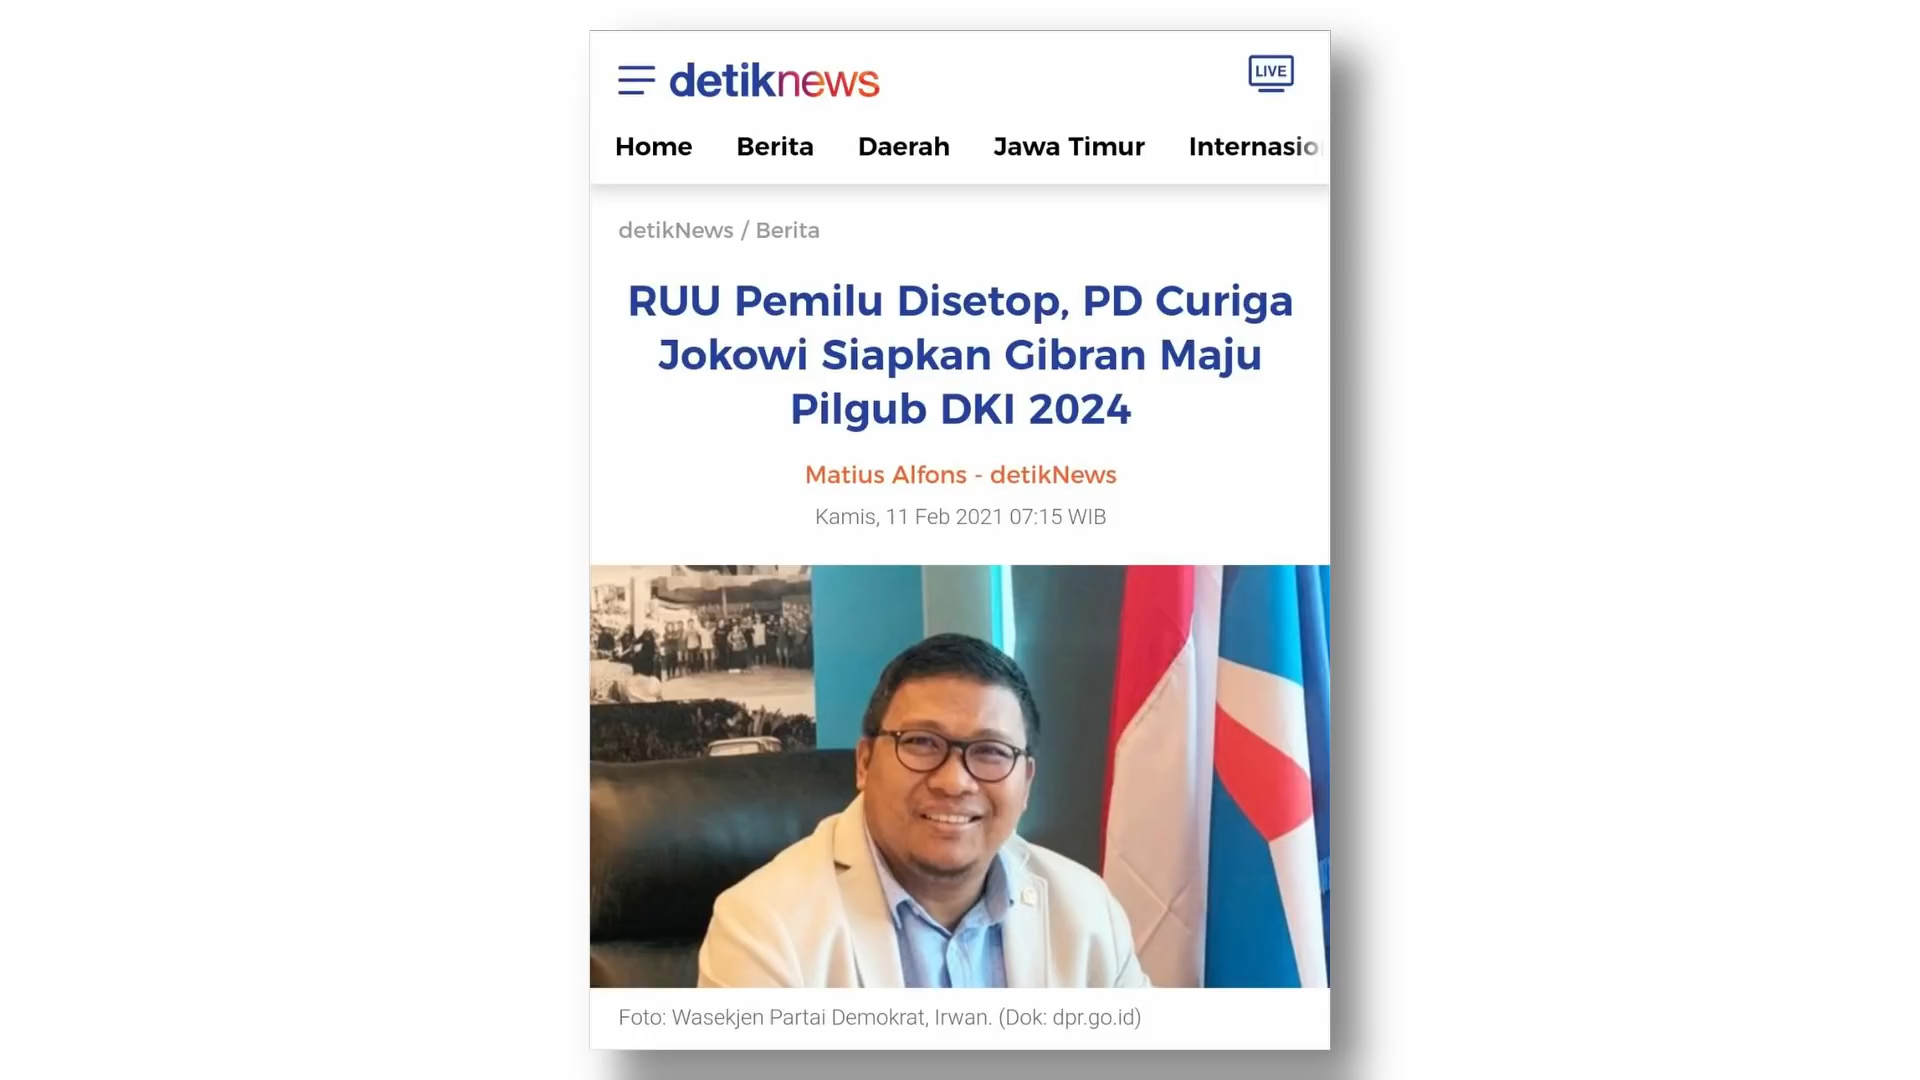 detiknews
LIVE
Home Berita Daerah Jawa Timur Internasio
detikNews / Berita
RUU Pemilu Disetop, PD Curiga
Jokowi Siapkan Gibran Maju
Pilgub DKI 2024
Matius Alfons - detikNews
Kamis, 11 Feb 2021 07:15 WIB
Foto: Wasekjen Partai Demokrat, Irwan. (Dok: dpr.go.id)